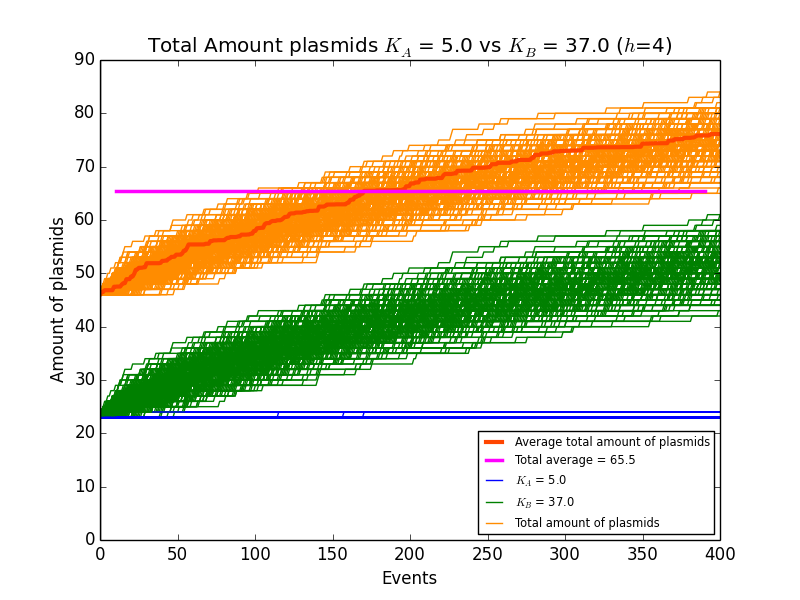 Total Amount plasmids K_A = 5.0 vs K_B = 37.0 (h=4)
90
80
70
60
50
40
30
20
10
0
Amount of plasmids
Average total amount of plasmids
Total average = 65.5
K_A = 5.0
K_B = 37.0
Total amount of plasmids
0 50 100 150 200 250 300 350 400
Events